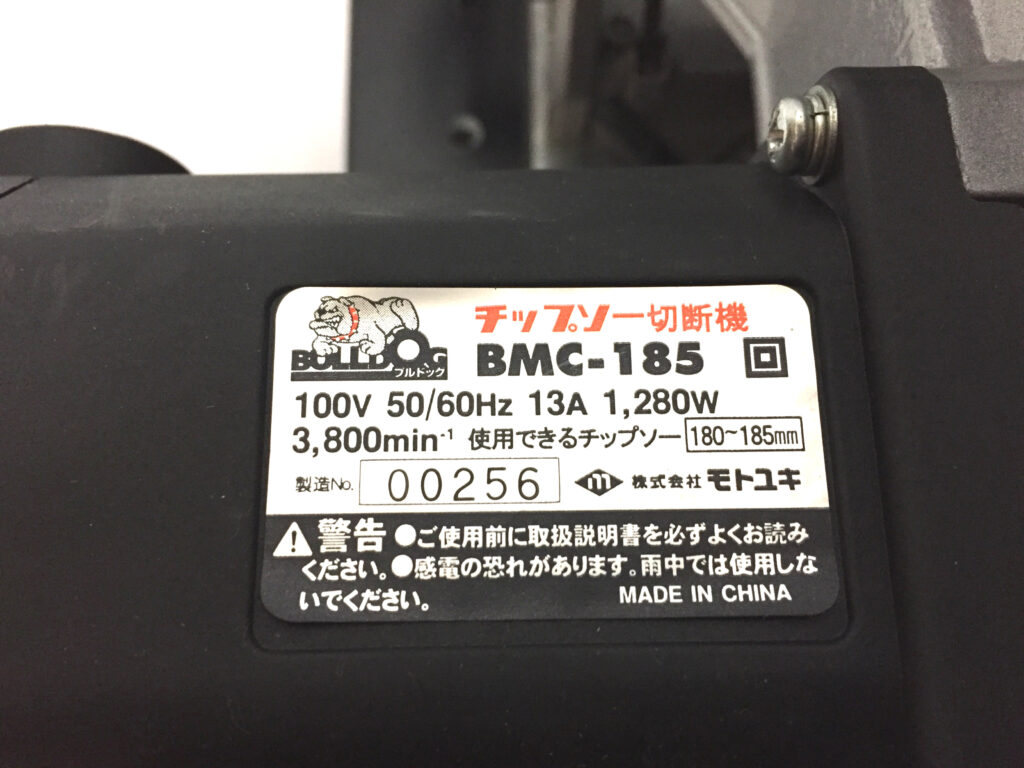 チップソー切断機
BULLDOG
ブルドック
BMC-185
100V 50/60Hz 13A 1,280W
3,800min-1 使用できるチップソー 180~185mm
製造No. 00256 株式会社 モトユキ
警告 ●ご使用前に取扱説明書を必ずよくお読み
ください。●感電の恐れがあります。雨中では使用しな
いでください。 MADE IN CHINA